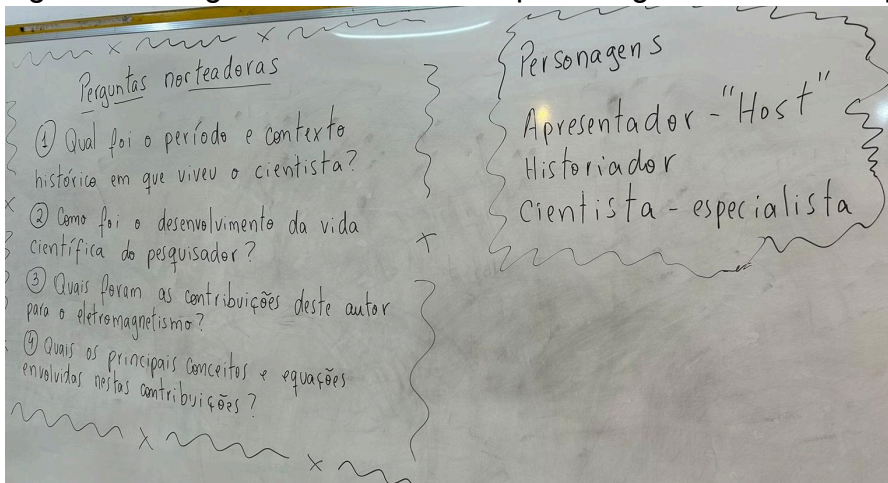 Perguntas norteadoras
① Qual foi o período e contexto
histórico em que viveu o cientista?
② Como foi o desenvolvimento da vida
científica do pesquisador?
③ Quais foram as contribuições deste autor
para o eletromagnetismo?
④ Quais os principais conceitos e equações
envolvidas nestas contribuições?
Personagens
Apresentador - "Host"
Historiador
Cientista - especialista